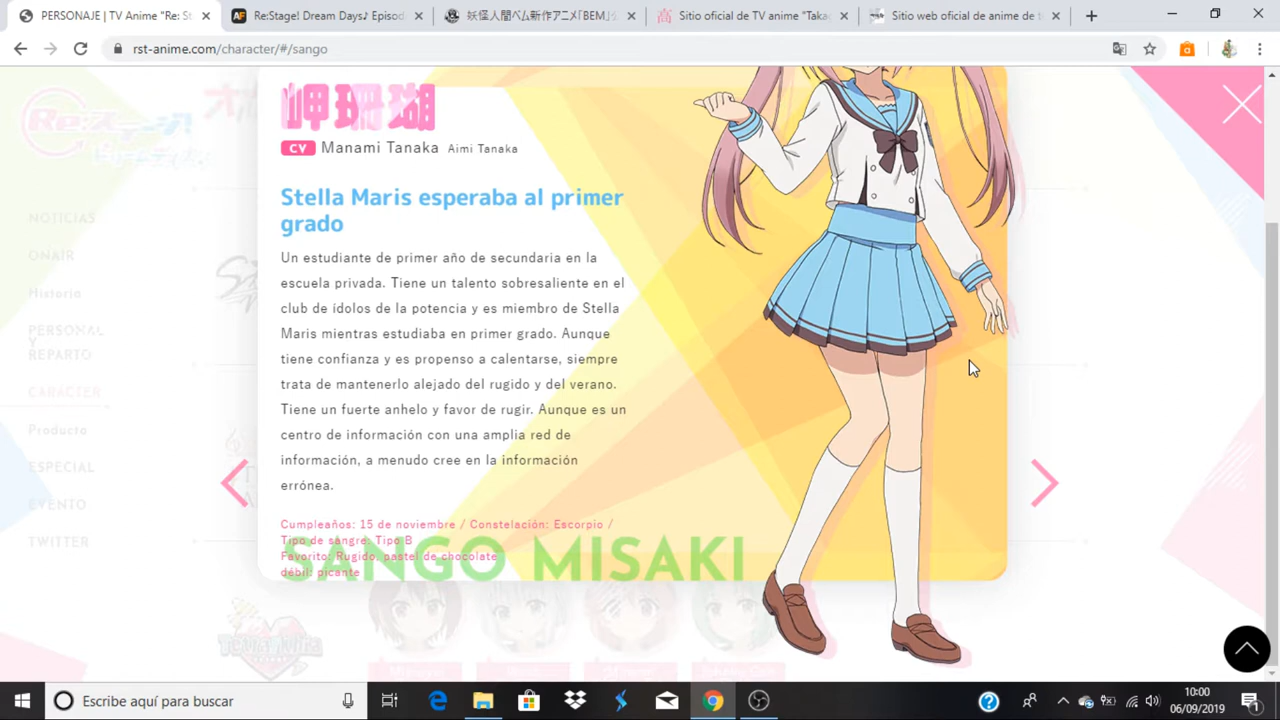 PERSONAJE | TV Anime "Re: St
Re:Stage! Dream Days♪ Episod
妖怪人間ベム新作アニメ「BEM」公
Sitio oficial de TV anime "Taka
Sitio web oficial de anime de t
rst-anime.com/character/#/sango
岬珊瑚
CV Manami Tanaka Aimi Tanaka
Stella Maris esperaba al primer
grado
Un estudiante de primer año de secundaria en la
escuela privada. Tiene un talento sobresaliente en el
club de ídolos de la potencia y es miembro de Stella
Maris mientras estudiaba en primer grado. Aunque
tiene confianza y es propenso a calentarse, siempre
trata de mantenerlo alejado del rugido y del verano.
Tiene un fuerte anhelo y favor de rugir. Aunque es un
centro de información con una amplia red de
información, a menudo cree en la información
errónea.
Cumpleaños: 15 de noviembre / Constelación: Escorpio /
Tipo de sangre: Tipo B
Favorito: Rugido, pastel de chocolate
débil: picante
SANGO MISAKI
NOTICIAS
ONAIR
Historia
PERSONAL
Y
REPARTO
CARÁCTER
Producto
ESPECIAL
EVENTO
TWITTER
Escribe aquí para buscar
10:00
06/09/2019